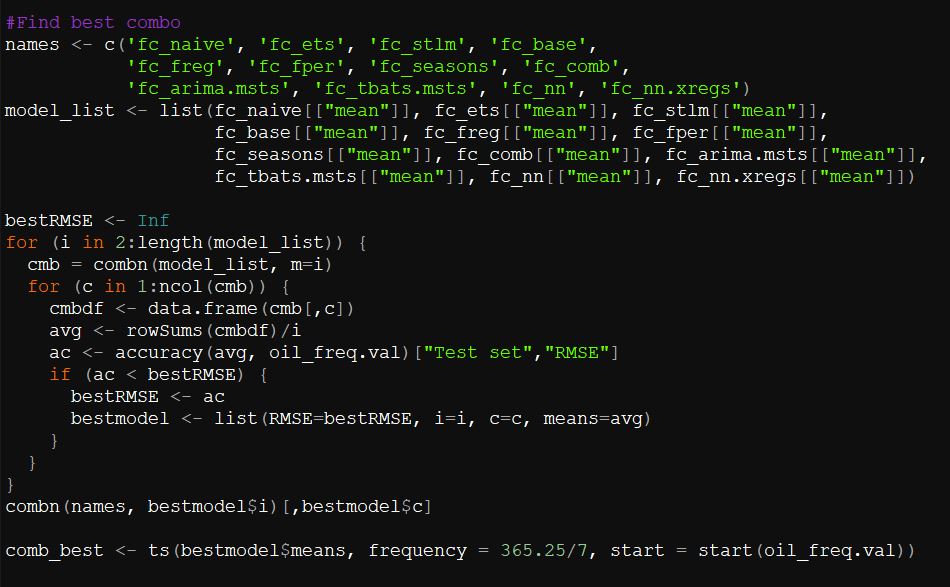 #Find best combo
names <- c('fc_naive', 'fc_ets', 'fc_stlm', 'fc_base',
           'fc_freg', 'fc_fper', 'fc_seasons', 'fc_comb',
           'fc_arima.msts', 'fc_tbats.msts', 'fc_nn', 'fc_nn.xregs')
model_list <- list(fc_naive[["mean"]], fc_ets[["mean"]], fc_stlm[["mean"]],
                   fc_base[["mean"]], fc_freg[["mean"]], fc_fper[["mean"]],
                   fc_seasons[["mean"]], fc_comb[["mean"]], fc_arima.msts[["mean"]],
                   fc_tbats.msts[["mean"]], fc_nn[["mean"]], fc_nn.xregs[["mean"]])

bestRMSE <- Inf
for (i in 2:length(model_list)) {
  cmb = combn(model_list, m=i)
  for (c in 1:ncol(cmb)) {
    cmbdf <- data.frame(cmb[,c])
    avg <- rowSums(cmbdf)/i
    ac <- accuracy(avg, oil_freq.val)["Test set","RMSE"]
    if (ac < bestRMSE) {
      bestRMSE <- ac
      bestmodel <- list(RMSE=bestRMSE, i=i, c=c, means=avg)
    }
  }
}
combn(names, bestmodel$i)[,bestmodel$c]

comb_best <- ts(bestmodel$means, frequency = 365.25/7, start = start(oil_freq.val))